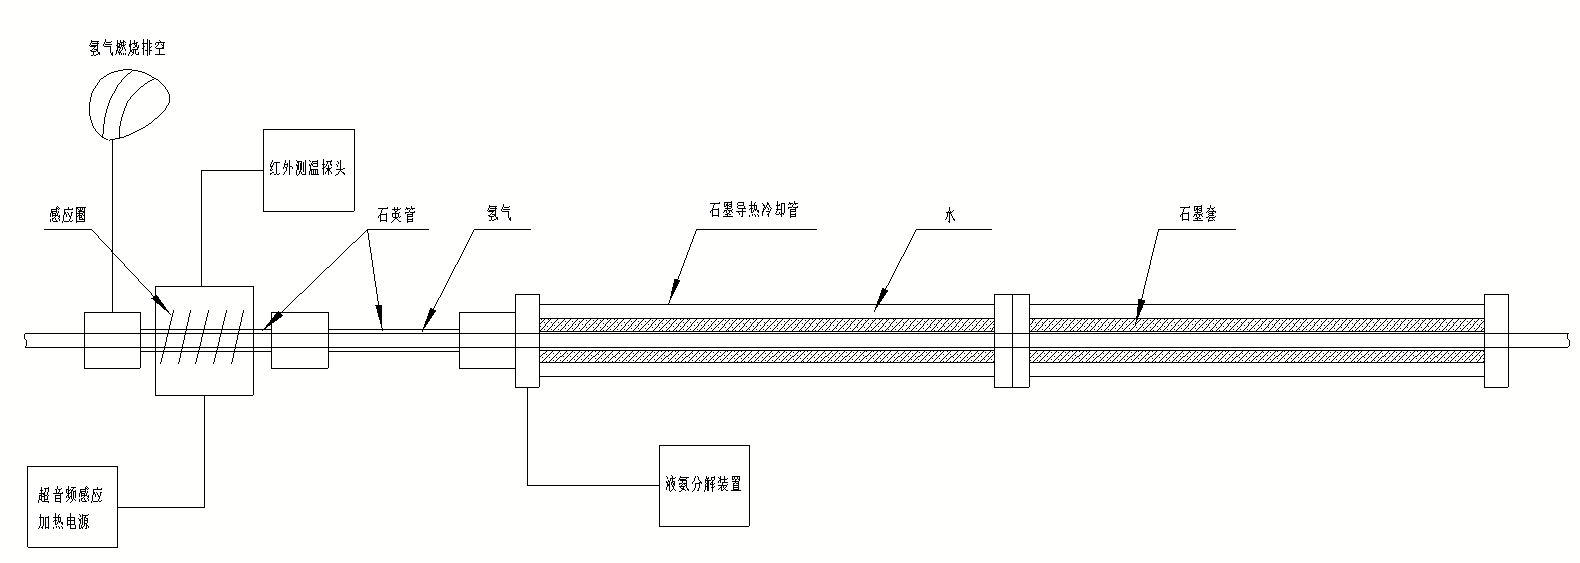 氢气燃烧排空
红外测温探头
感应圈
石英管
氢气
石墨导热冷却管
水
石墨套
超音频感应
加热电源
液氨分解装置